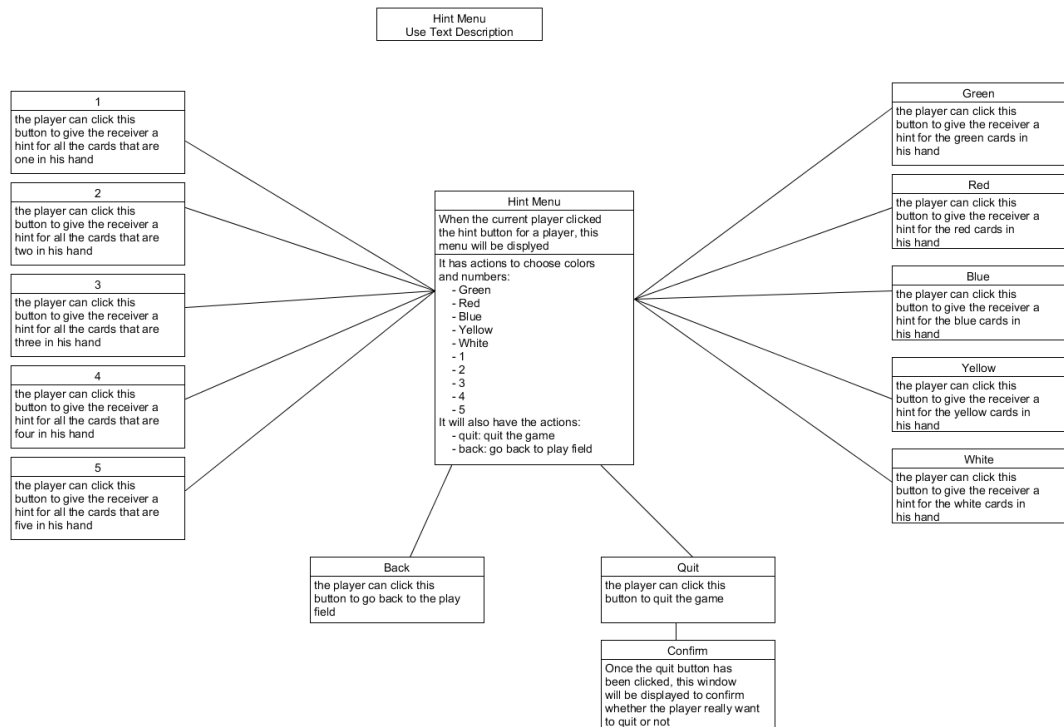 Hint Menu
Use Text Description
1
the player can click this
button to give the receiver a
hint for all the cards that are
one in his hand
2
the player can click this
button to give the receiver a
hint for all the cards that are
two in his hand
3
the player can click this
button to give the receiver a
hint for all the cards that are
three in his hand
4
the player can click this
button to give the receiver a
hint for all the cards that are
four in his hand
5
the player can click this
button to give the receiver a
hint for all the cards that are
five in his hand
Hint Menu
When the current player clicked
the hint button for a player, this
menu will be displyed
It has actions to choose colors
and numbers:
- Green
- Red
- Blue
- Yellow
- White
- 1
- 2
- 3
- 4
- 5
It will also have the actions:
- quit: quit the game
- back: go back to play field
Green
the player can click this
button to give the receiver a
hint for the green cards in
his hand
Red
the player can click this
button to give the receiver a
hint for the red cards in
his hand
Blue
the player can click this
button to give the receiver a
hint for the blue cards in
his hand
Yellow
the player can click this
button to give the receiver a
hint for the yellow cards in
his hand
White
the player can click this
button to give the receiver a
hint for the white cards in
his hand
Back
the player can click this
button to go back to the play
field
Quit
the player can click this
button to quit the game
Confirm
Once the quit button has
been clicked, this window
will be displayed to confirm
whether the player really want
to quit or not